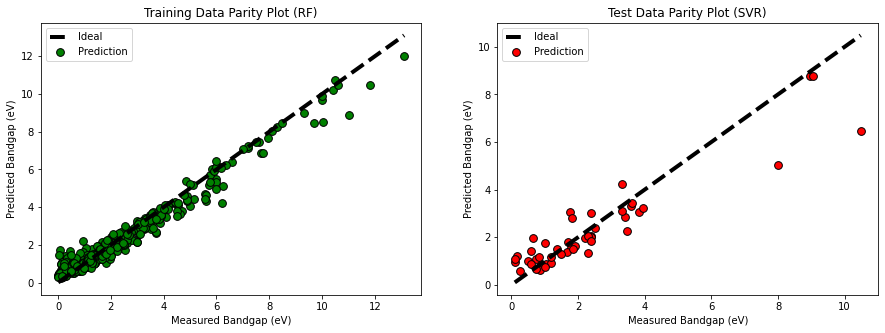 Training Data Parity Plot (RF)
Ideal
Prediction
Predicted Bandgap (eV)
12
10
8
6
4
2
0
0 2 4 6 8 10 12
Measured Bandgap (eV)
Test Data Parity Plot (SVR)
Ideal
Prediction
Predicted Bandgap (eV)
10
8
6
4
2
0
0 2 4 6 8 10
Measured Bandgap (eV)